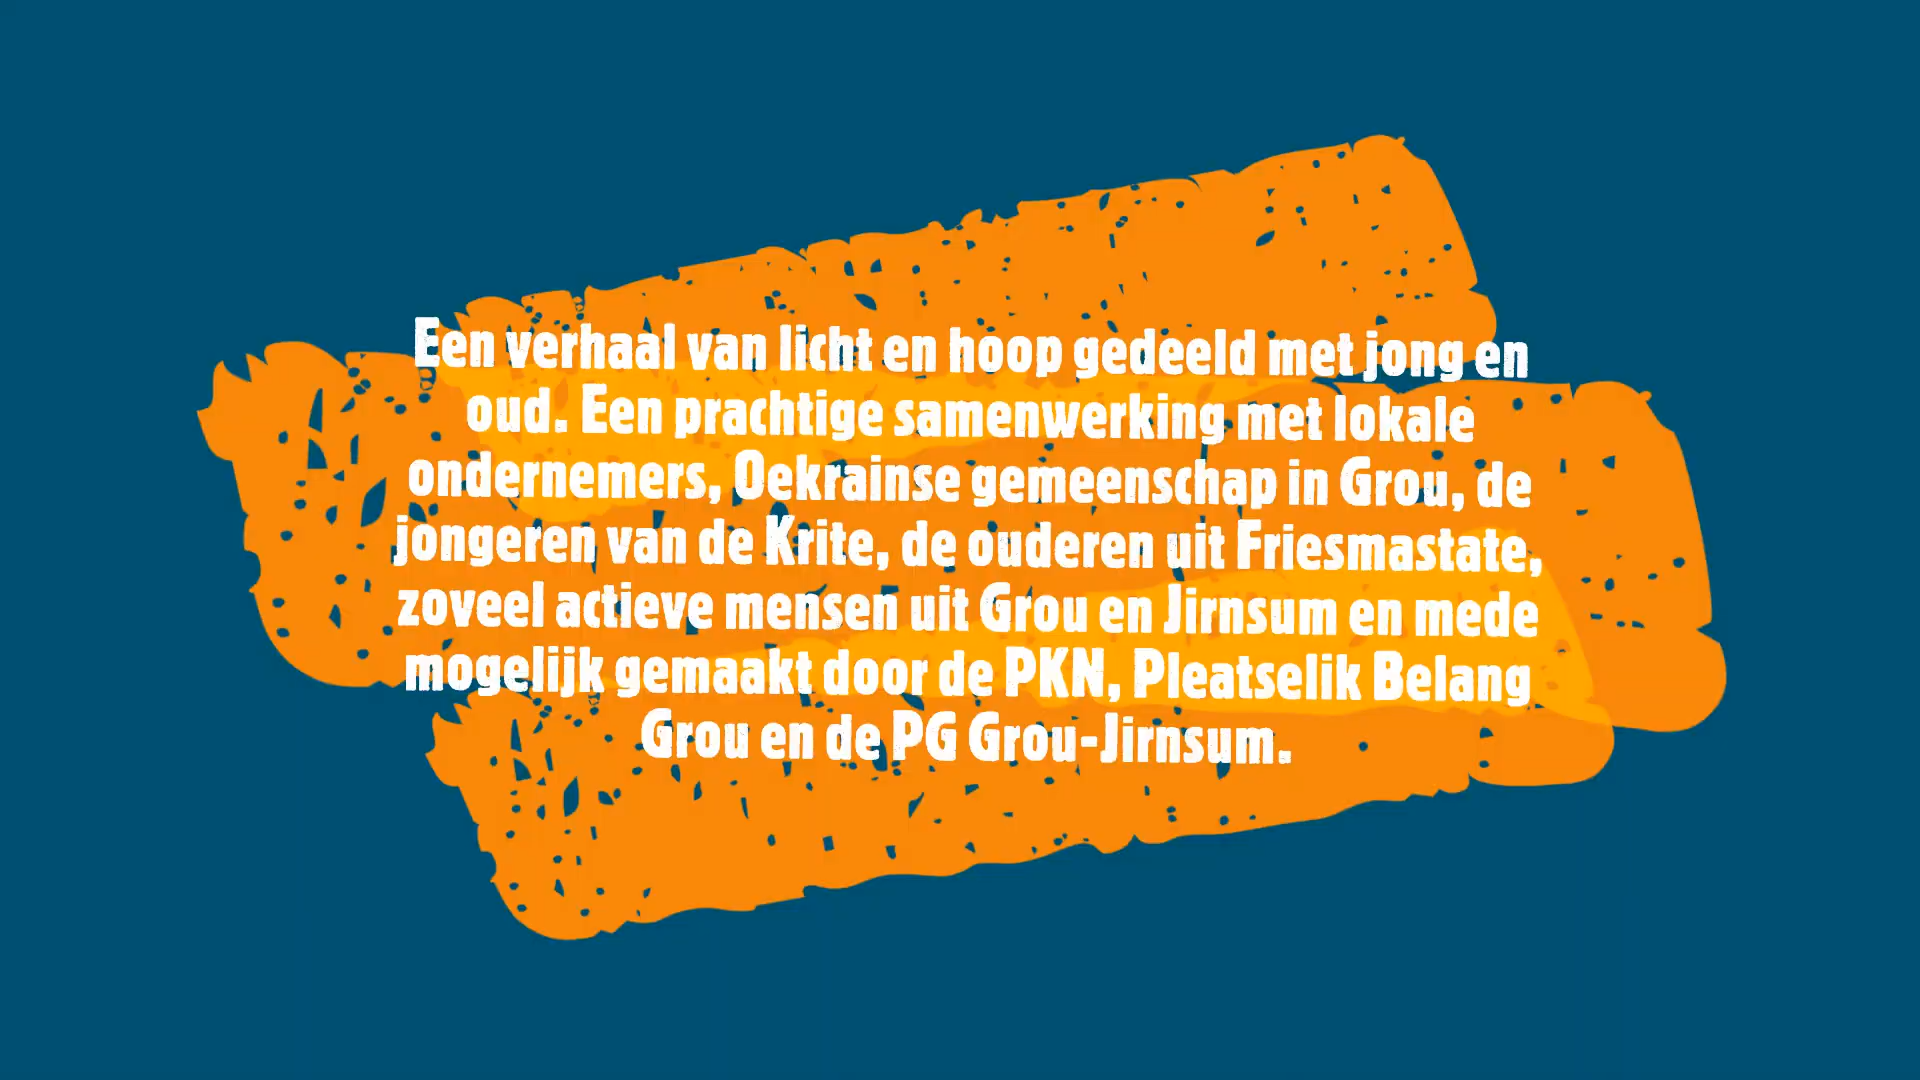 Een verhaal van licht en hoop gedeeld met jong en
oud. Een prachtige samenwerking met lokale
ondernemers, Oekrainse gemeenschap in Grou, de
jongeren van de Krite, de ouderen uit Friesmastate,
zoveel actieve mensen uit Grou en Jirnsum en mede
mogelijk gemaakt door de PKN, Pleatselik Belang
Grou en de PG Grou-Jirnsum.